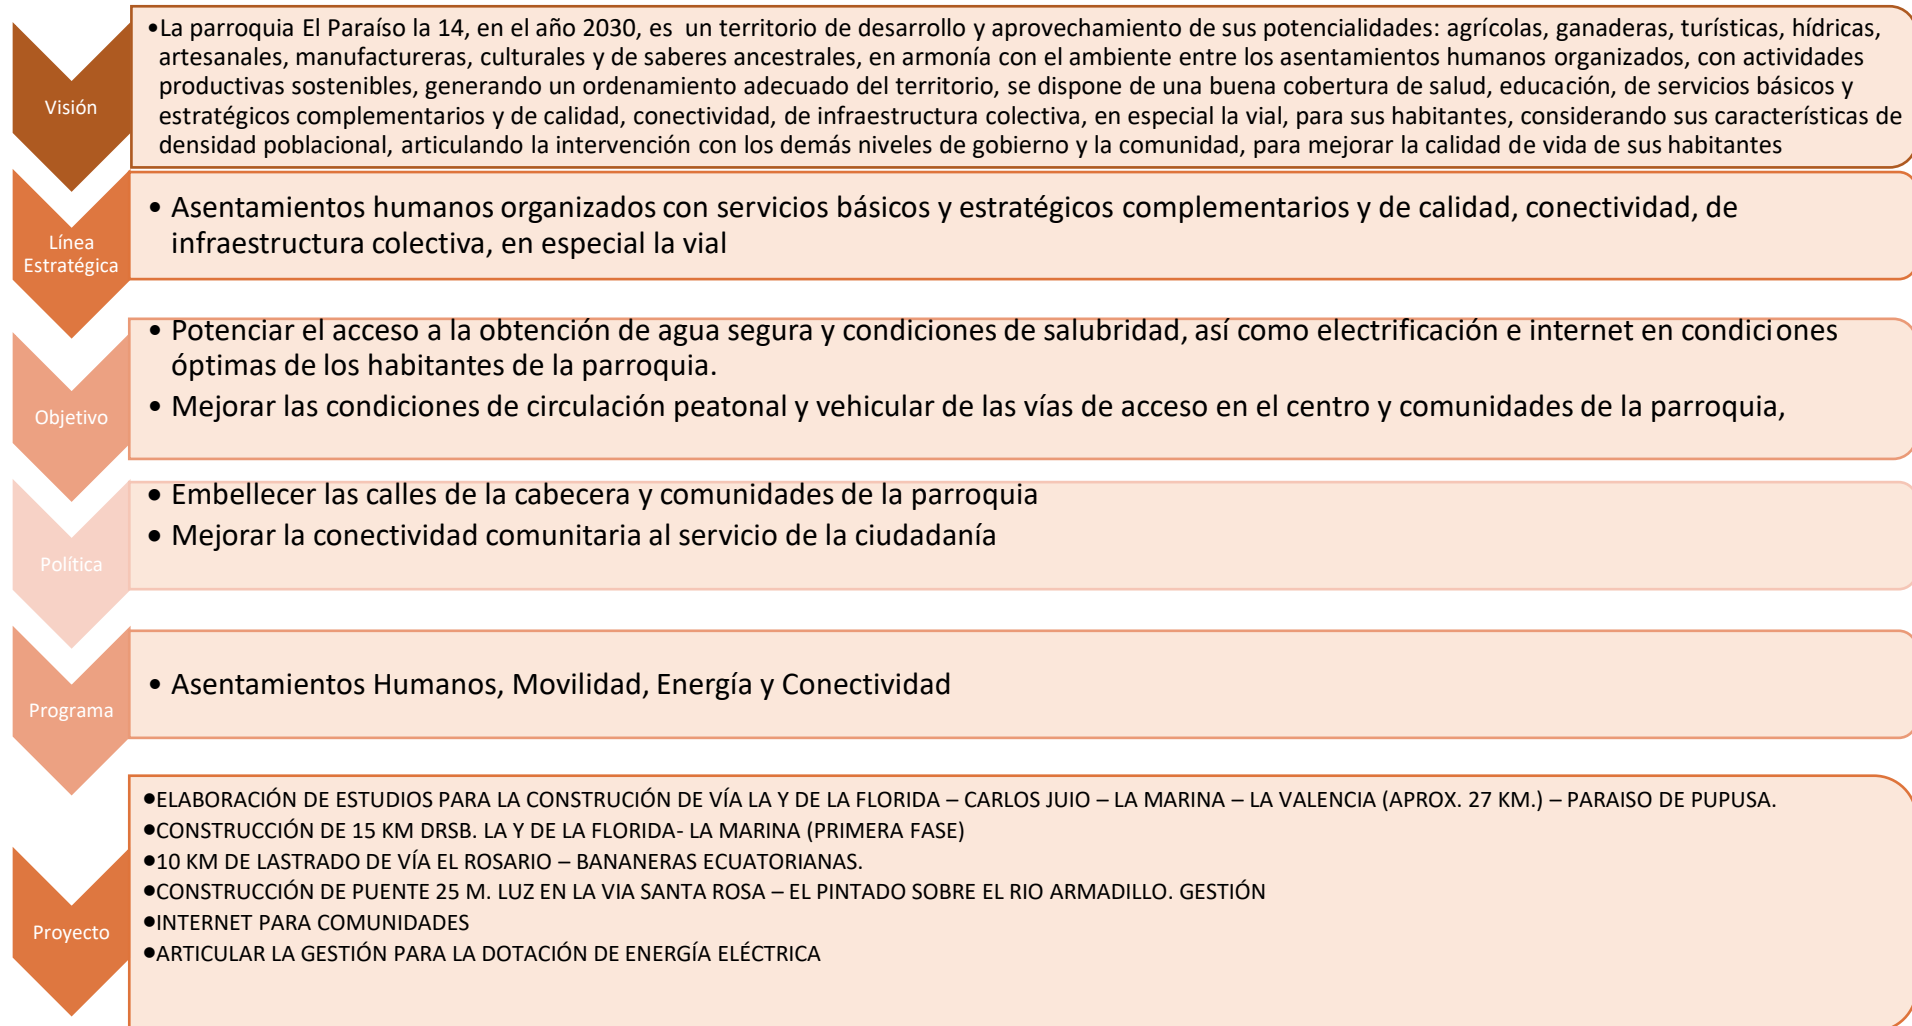 Visión
•La parroquia El Paraíso la 14, en el año 2030, es un territorio de desarrollo y aprovechamiento de sus potencialidades: agrícolas, ganaderas, turísticas, hídricas,
artesanales, manufactureras, culturales y de saberes ancestrales, en armonía con el ambiente entre los asentamientos humanos organizados, con actividades
productivas sostenibles, generando un ordenamiento adecuado del territorio, se dispone de una buena cobertura de salud, educación, de servicios básicos y
estratégicos complementarios y de calidad, conectividad, de infraestructura colectiva, en especial la vial, para sus habitantes, considerando sus características de
densidad poblacional, articulando la intervención con los demás niveles de gobierno y la comunidad, para mejorar la calidad de vida de sus habitantes
Línea
Estratégica
• Asentamientos humanos organizados con servicios básicos y estratégicos complementarios y de calidad, conectividad, de
infraestructura colectiva, en especial la vial
Objetivo
• Potenciar el acceso a la obtención de agua segura y condiciones de salubridad, así como electrificación e internet en condiciones
óptimas de los habitantes de la parroquia.
• Mejorar las condiciones de circulación peatonal y vehicular de las vías de acceso en el centro y comunidades de la parroquia,
Política
• Embellecer las calles de la cabecera y comunidades de la parroquia
• Mejorar la conectividad comunitaria al servicio de la ciudadanía
Programa
• Asentamientos Humanos, Movilidad, Energía y Conectividad
Proyecto
•ELABORACIÓN DE ESTUDIOS PARA LA CONSTRUCIÓN DE VÍA LA Y DE LA FLORIDA – CARLOS JUIO – LA MARINA – LA VALENCIA (APROX. 27 KM.) – PARAISO DE PUPUSA.
•CONSTRUCCIÓN DE 15 KM DRSB. LA Y DE LA FLORIDA- LA MARINA (PRIMERA FASE)
•10 KM DE LASTRADO DE VÍA EL ROSARIO – BANANERAS ECUATORIANAS.
•CONSTRUCCIÓN DE PUENTE 25 M. LUZ EN LA VIA SANTA ROSA – EL PINTADO SOBRE EL RIO ARMADILLO. GESTIÓN
•INTERNET PARA COMUNIDADES
•ARTICULAR LA GESTIÓN PARA LA DOTACIÓN DE ENERGÍA ELÉCTRICA